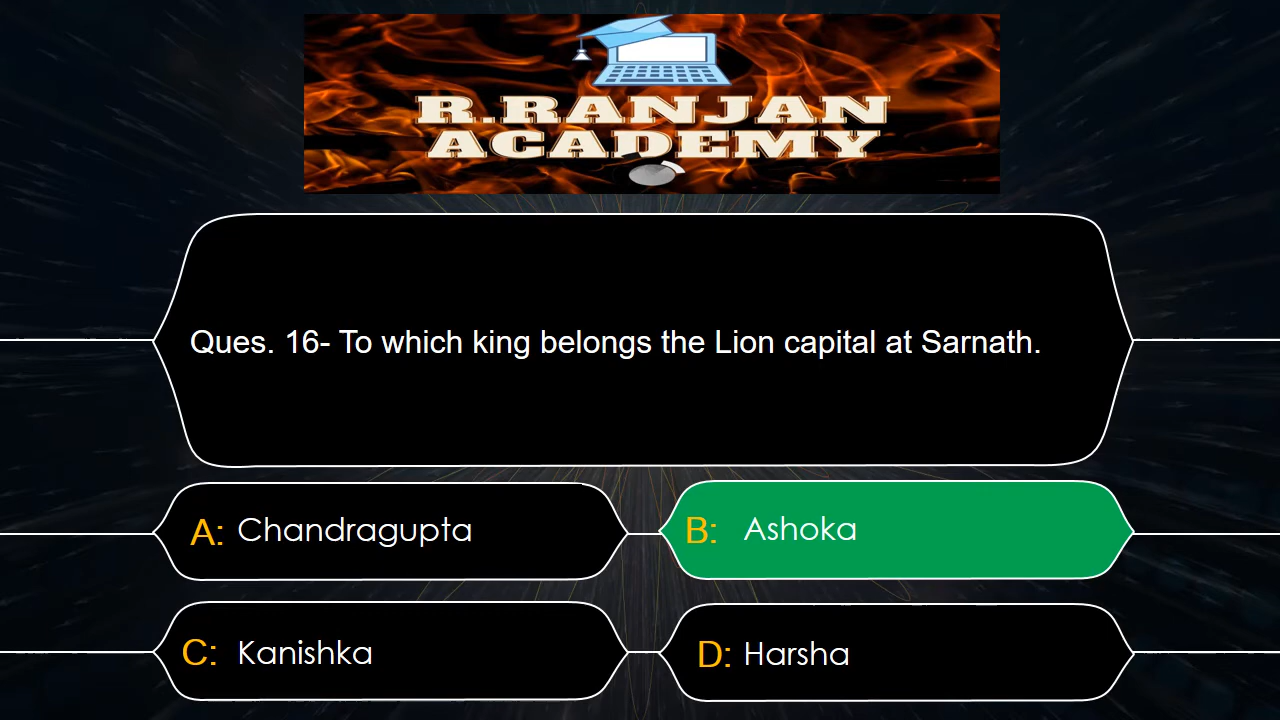 R.RANJAN
ACADEMY
Ques. 16- To which king belongs the Lion capital at Sarnath.
A: Chandragupta
B: Ashoka
C: Kanishka
D: Harsha